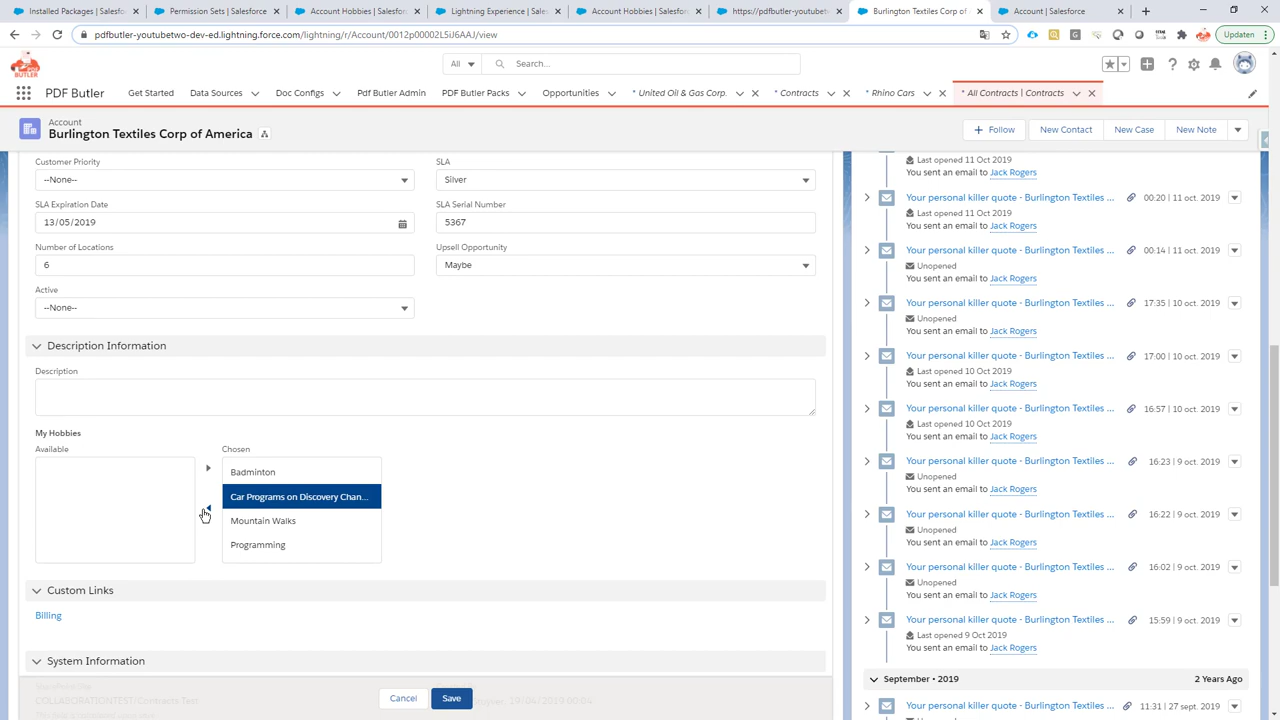 Installed Packages | Salesfo
Permission Sets | Salesforce
Account Hobbies | Salesforce
Lightning Experience | Salesfo
Account Hobbies | Salesforce
https://pdfbutler-youtubetw
Burlington Textiles Corp of
Account | Salesforce
pdfbutler-youtubetwo-dev-ed.lightning.force.com/lightning/r/Account/0012p00002L5iJ6AAJ/view
Updaten
BUTLER
All
Search...
PDF Butler
Get Started
Data Sources
Doc Configs
Pdf Butler Admin
PDF Butler Packs
Opportunities
* United Oil & Gas Corp.
* Contracts
* Rhino Cars
* All Contracts | Contracts
Account
Burlington Textiles Corp of America
Follow
New Contact
New Case
New Note
Customer Priority
--None--
SLA
Silver
SLA Expiration Date
13/05/2019
SLA Serial Number
5367
Number of Locations
6
Upsell Opportunity
Maybe
Active
--None--
Description Information
Description
My Hobbies
Available
Chosen
Badminton
Car Programs on Discovery Chan...
Mountain Walks
Programming
Custom Links
Billing
System Information
COLLABORATIONTEST/Contracts Test
19/04/2019 00:04
Cancel
Save
Last opened 11 Oct 2019
You sent an email to Jack Rogers
Your personal killer quote - Burlington Textiles ... 00:20 | 11 oct. 2019
Last opened 11 Oct 2019
You sent an email to Jack Rogers
Your personal killer quote - Burlington Textiles ... 00:14 | 11 oct. 2019
Unopened
You sent an email to Jack Rogers
Your personal killer quote - Burlington Textiles ... 17:35 | 10 oct. 2019
Unopened
You sent an email to Jack Rogers
Your personal killer quote - Burlington Textiles ... 17:00 | 10 oct. 2019
Last opened 10 Oct 2019
You sent an email to Jack Rogers
Your personal killer quote - Burlington Textiles ... 16:57 | 10 oct. 2019
Last opened 10 Oct 2019
You sent an email to Jack Rogers
Your personal killer quote - Burlington Textiles ... 16:23 | 9 oct. 2019
Unopened
You sent an email to Jack Rogers
Your personal killer quote - Burlington Textiles ... 16:22 | 9 oct. 2019
Unopened
You sent an email to Jack Rogers
Your personal killer quote - Burlington Textiles ... 16:02 | 9 oct. 2019
Unopened
You sent an email to Jack Rogers
Your personal killer quote - Burlington Textiles ... 15:59 | 9 oct. 2019
Last opened 9 Oct 2019
You sent an email to Jack Rogers
September • 2019
2 Years Ago
Your personal killer quote - Burlington Textiles ... 11:31 | 27 sept. 2019